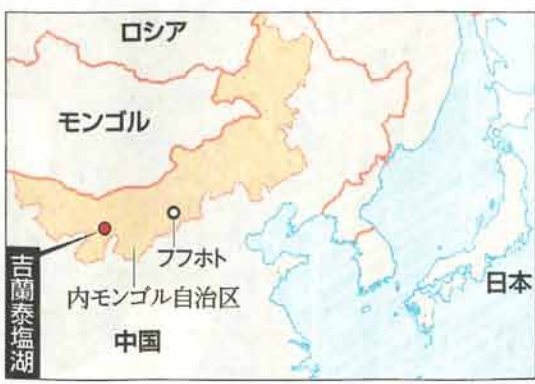 ロシア
モンゴル
フフホト
内モンゴル自治区
吉蘭泰塩湖
中国
日本